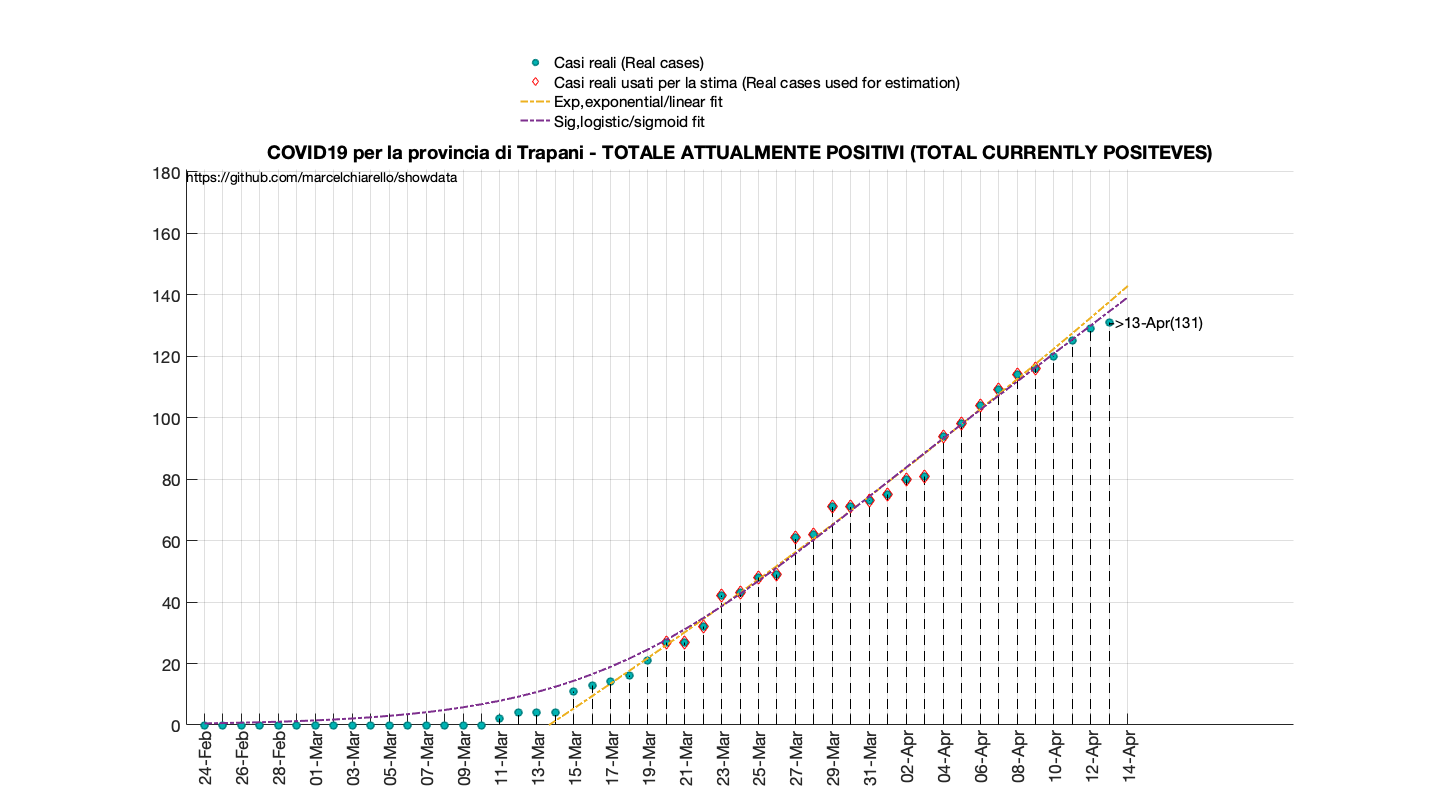 Casi reali (Real cases)
Casi reali usati per la stima (Real cases used for estimation)
Exp,exponential/linear fit
Sig,logistic/sigmoid fit
COVID19 per la provincia di Trapani - TOTALE ATTUALMENTE POSITIVI (TOTAL CURRENTLY POSITEVES)
https://github.com/marcelchiarello/showdata
180
160
140
120
100
80
60
40
20
0
->13-Apr(131)
24-Feb
26-Feb
28-Feb
01-Mar
03-Mar
05-Mar
07-Mar
09-Mar
11-Mar
13-Mar
15-Mar
17-Mar
19-Mar
21-Mar
23-Mar
25-Mar
27-Mar
29-Mar
31-Mar
02-Apr
04-Apr
06-Apr
08-Apr
10-Apr
12-Apr
14-Apr